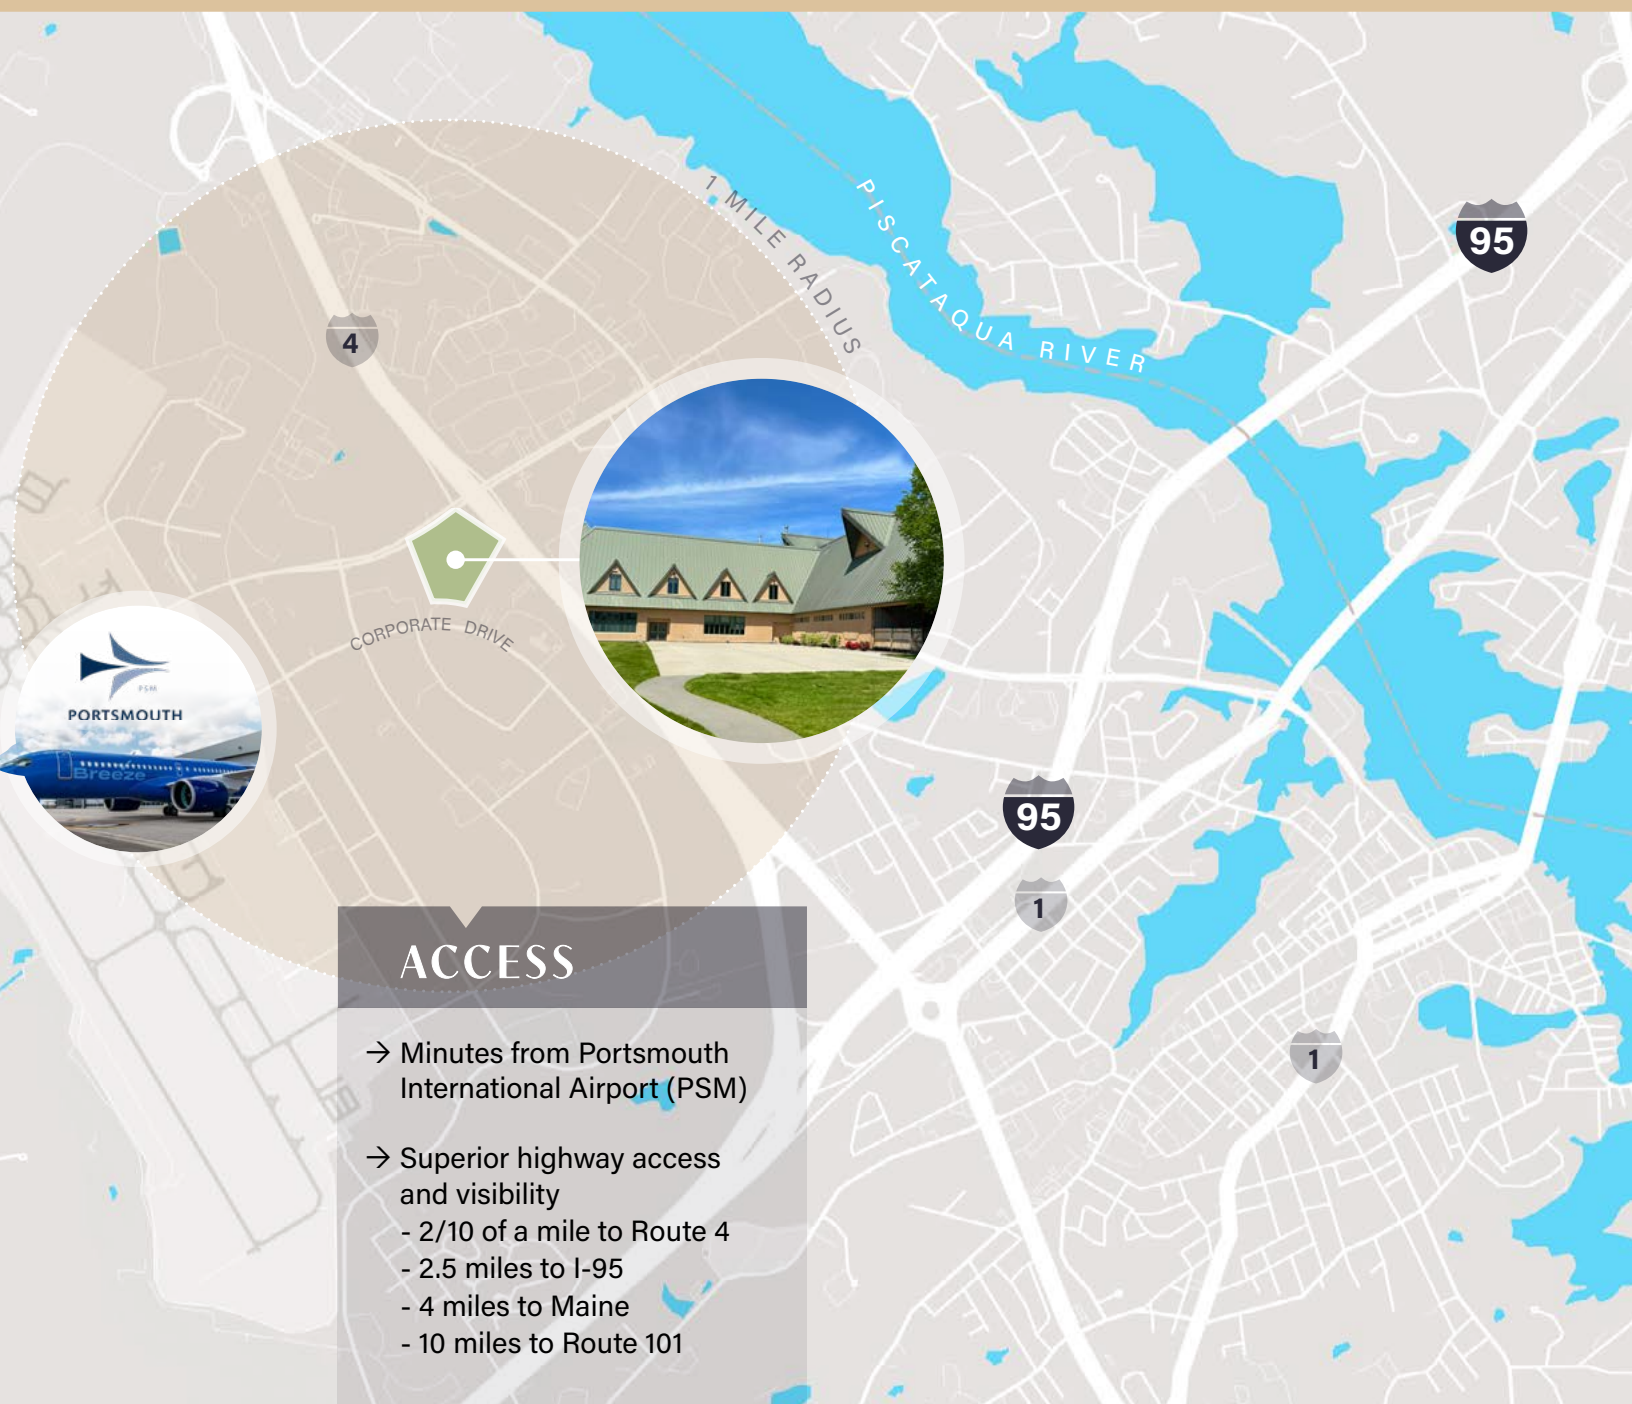 1 MILE RADIUS
PISCATAQUA RIVER
95
4
CORPORATE DRIVE
PSM
PORTSMOUTH
Breeze
95
1
1
ACCESS
→ Minutes from Portsmouth
International Airport (PSM)
→ Superior highway access
and visibility
- 2/10 of a mile to Route 4
- 2.5 miles to I-95
- 4 miles to Maine
- 10 miles to Route 101